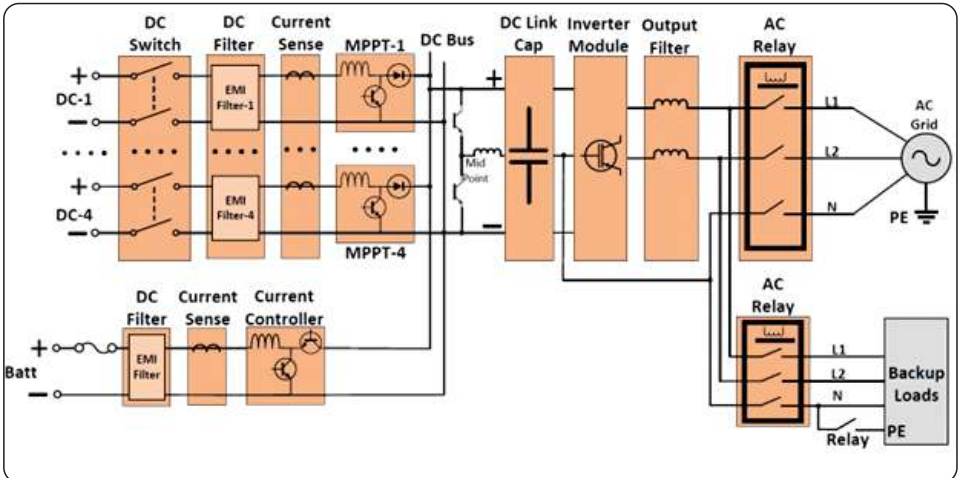 DC Switch
DC Filter
Current Sense
MPPT-1
DC Bus
DC Link Cap
Inverter Module
Output Filter
AC Relay
+
DC-1
−
EMI Filter-1
+
−
Mid Point
L1
L2
N
AC Grid
PE
+
DC-4
−
EMI Filter-4
MPPT-4
DC Filter
Current Sense
Current Controller
AC Relay
+
Batt
−
EMI Filter
L1
L2
N
Backup Loads
Relay
PE